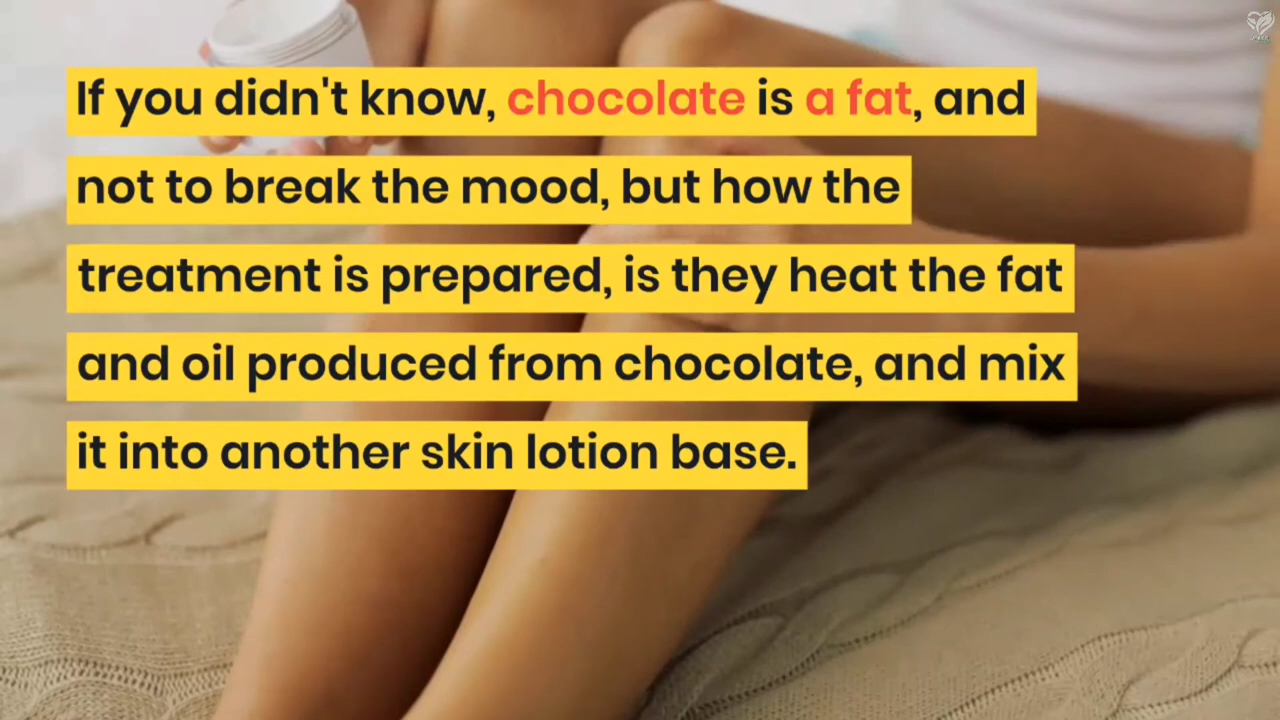 If you didn't know, chocolate is a fat, and
not to break the mood, but how the
treatment is prepared, is they heat the fat
and oil produced from chocolate, and mix
it into another skin lotion base.